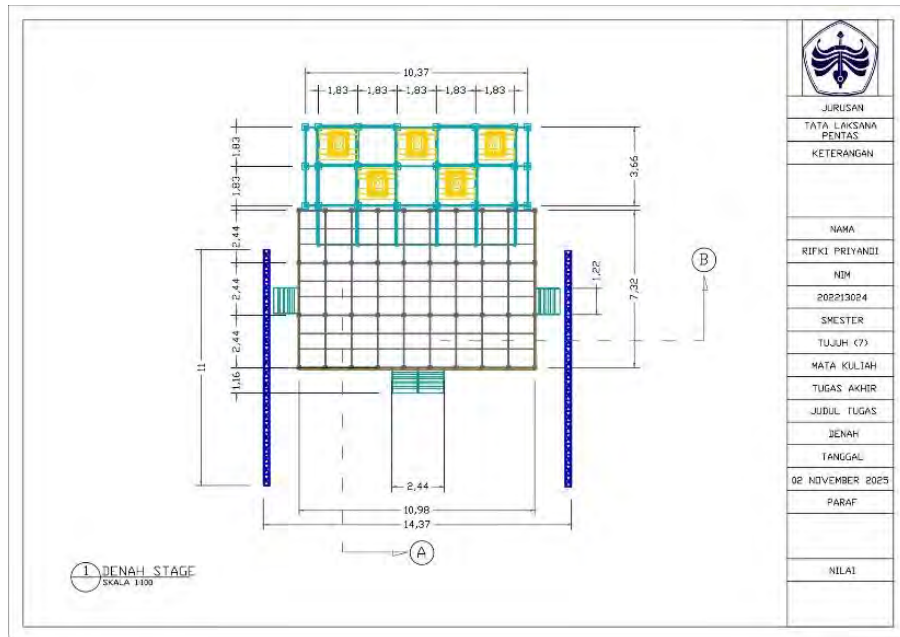 10,37
1,83 1,83 1,83 1,83 1,83
1,83
1,83
3,66
2,44
2,44
2,44
1,16
11
7,32
1,22
B
2,44
10,98
14,37
A
1 DENAH STAGE
SKALA 1:100
JURUSAN
TATA LAKSANA
PENTAS
KETERANGAN
NAMA
RIFKI PRIYANDI
NIM
202213024
SMESTER
TUJUH (7)
MATA KULIAH
TUGAS AKHIR
JUDUL TUGAS
DENAH
TANGGAL
02 NOVEMBER 2025
PARAF
NILAI